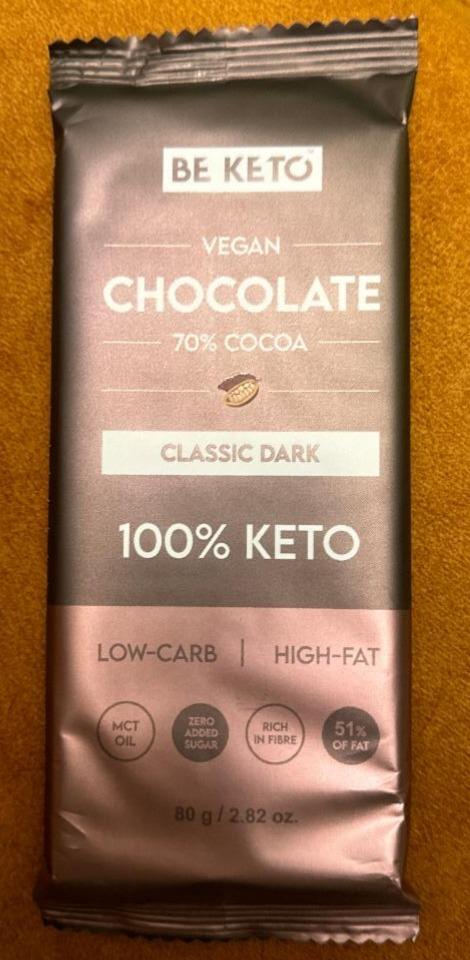 BE KETO™
VEGAN
CHOCOLATE
70% COCOA
CLASSIC DARK
100% KETO
LOW-CARB | HIGH-FAT
MCT
OIL
ZERO
ADDED
SUGAR
RICH
IN FIBRE
51%
OF FAT
80 g / 2.82 oz.